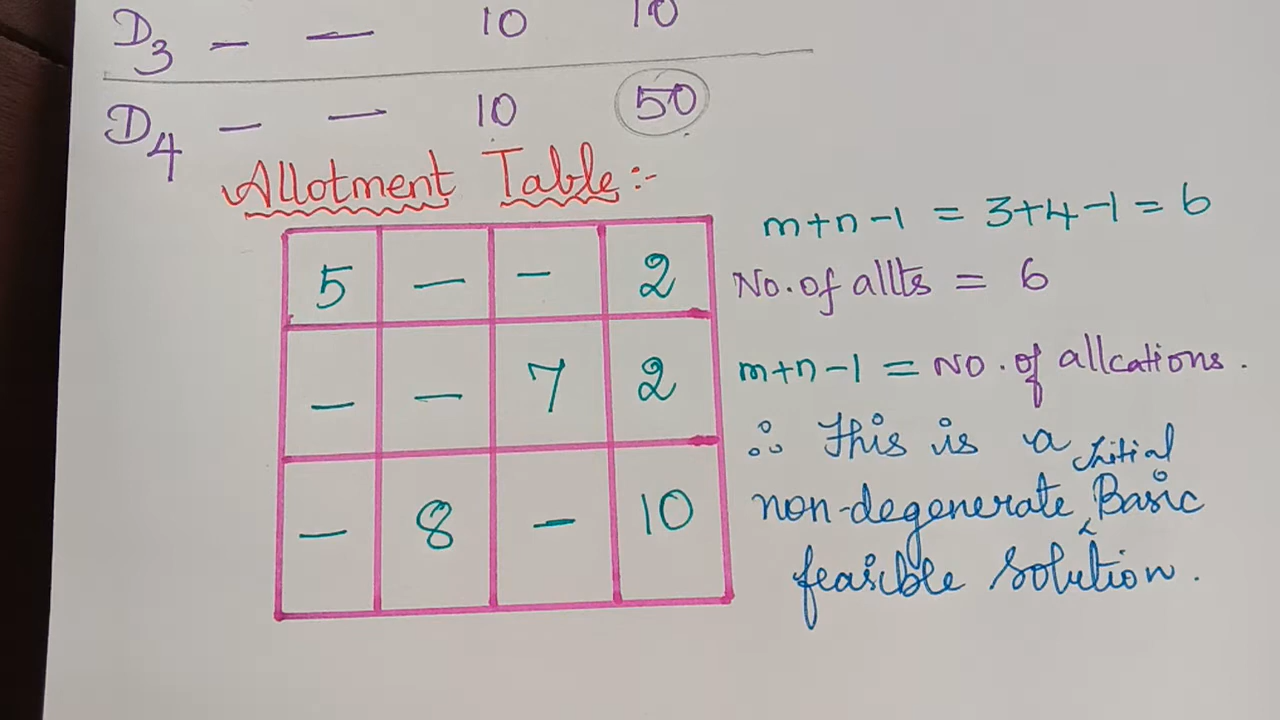 D3 — — 10 10
D4 — — 10 50
Allotment Table:-
5 — - 2
— — 7 2
— 8 – 10
m+n-1 = 3+4-1 = 6
No. of allts = 6
m+n-1 = NO. of allcations.
∴ This is a initial
non-degenerate Basic
feasible solution.